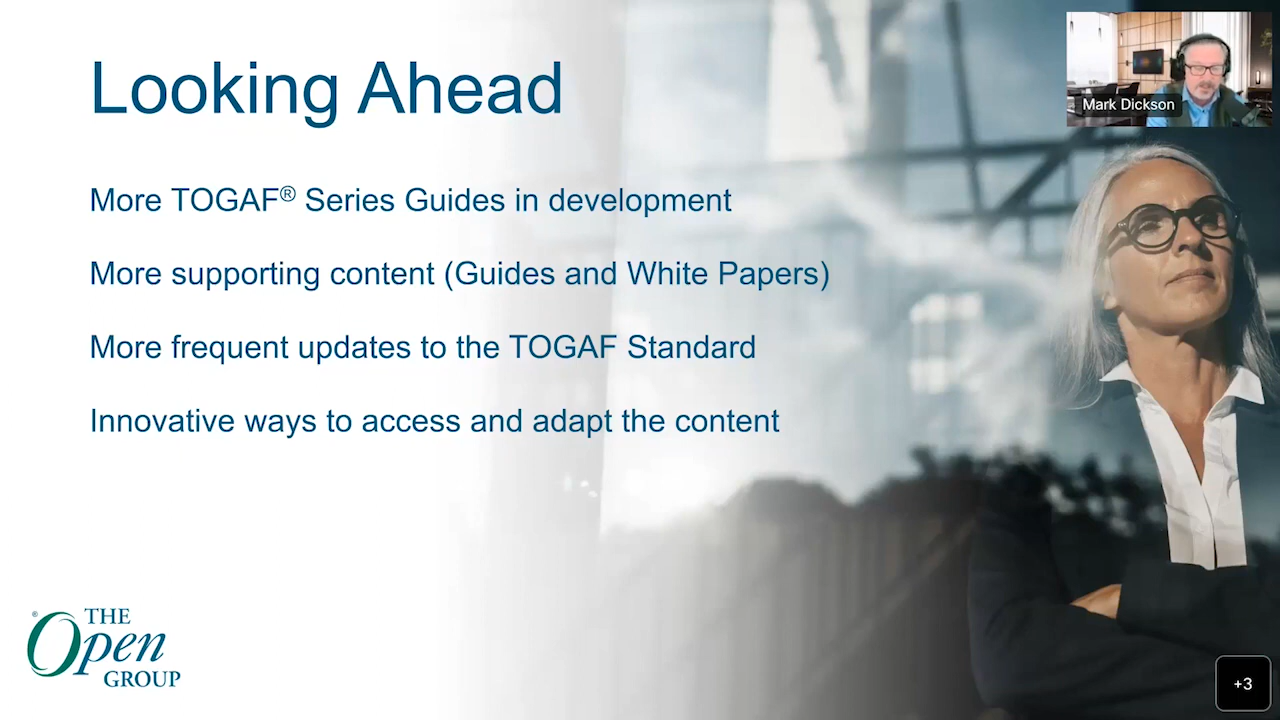 Looking Ahead
Mark Dickson
More TOGAF® Series Guides in development
More supporting content (Guides and White Papers)
More frequent updates to the TOGAF Standard
Innovative ways to access and adapt the content
® THE
Open
GROUP
+3